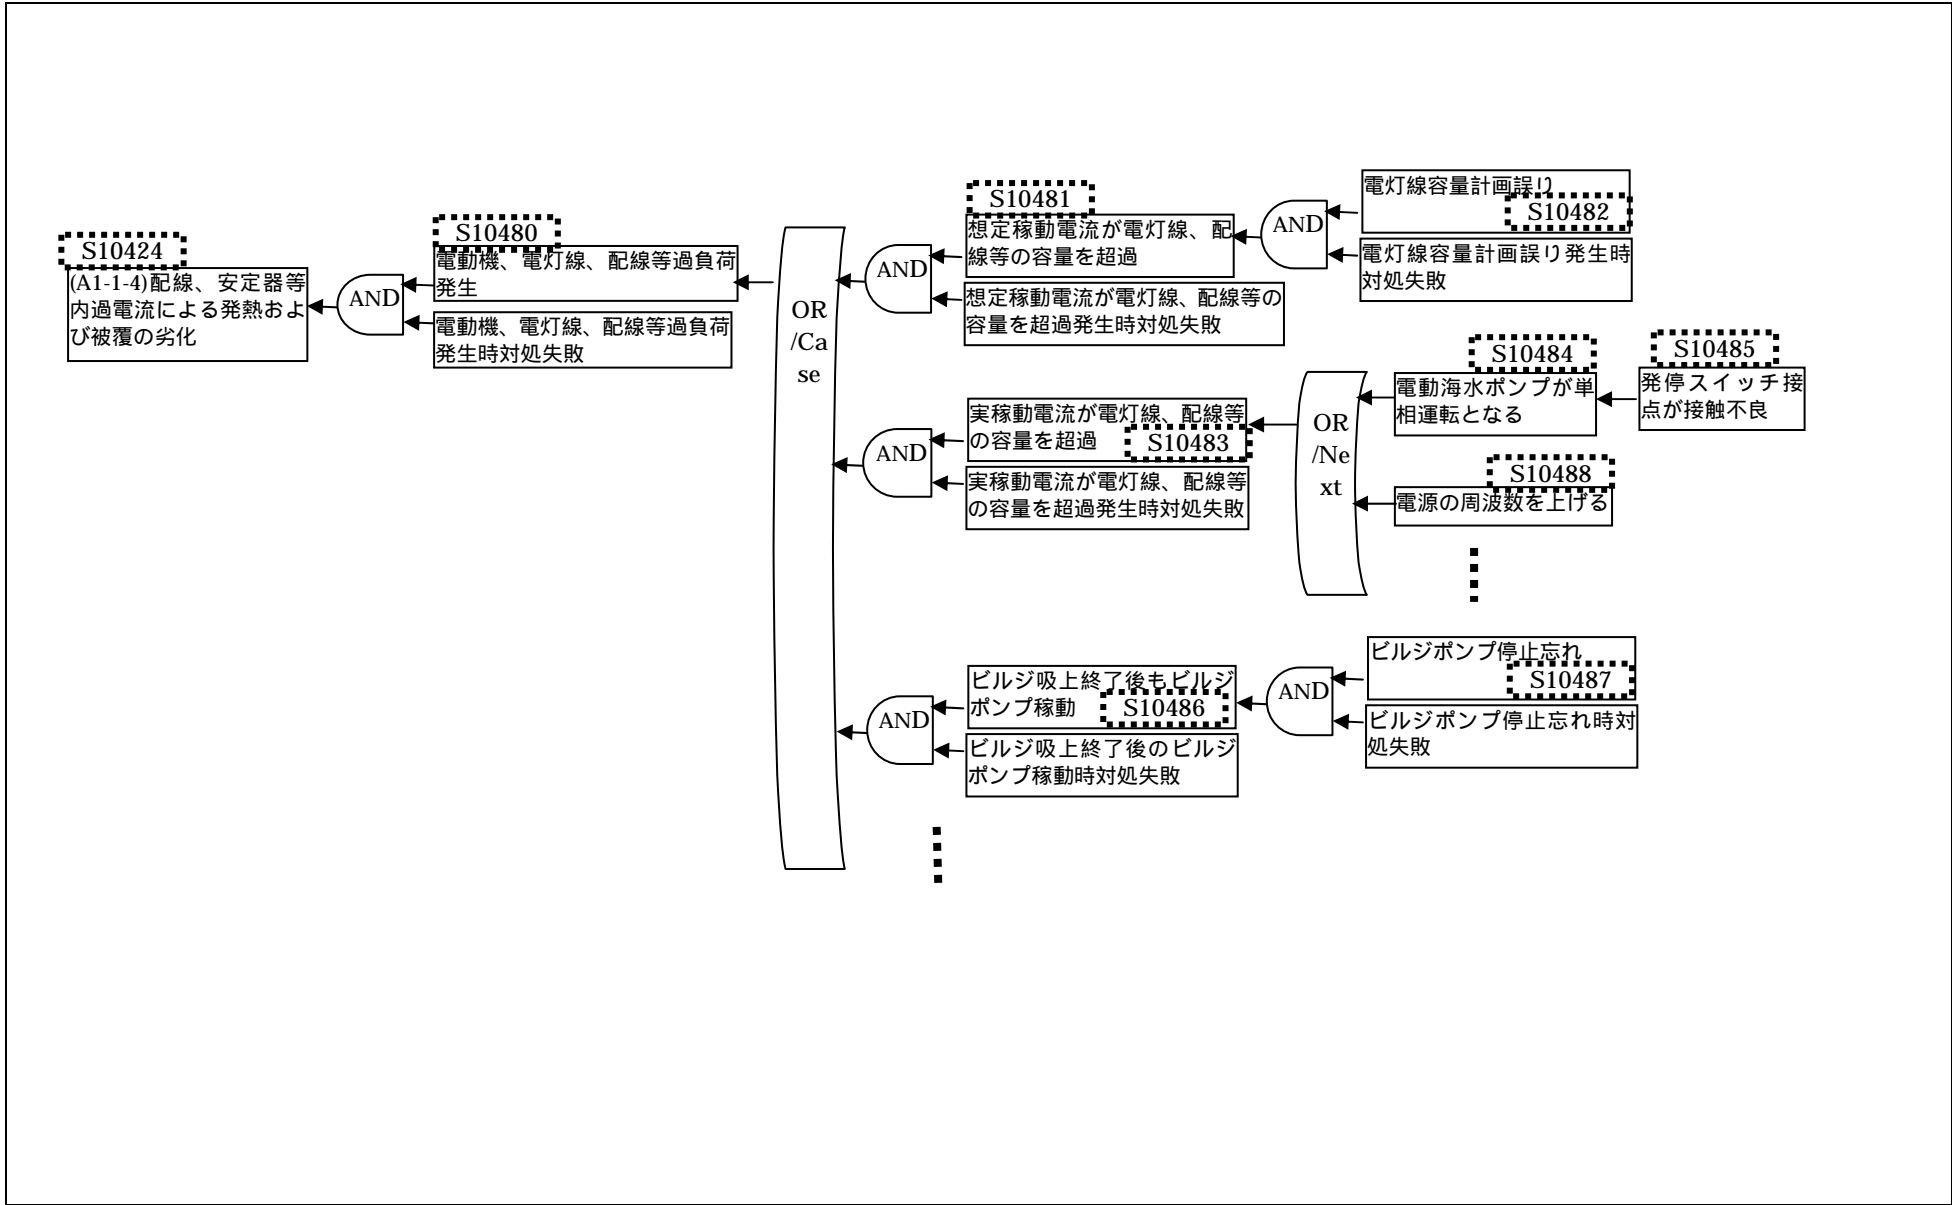 S10424
(A1-1-4)配線、安定器等
内過電流による発熱およ
び被覆の劣化
AND
S10480
電動機、電灯線、配線等過負荷
発生
電動機、電灯線、配線等過負荷
発生時対処失敗
OR
/Ca
se
AND
S10481
想定稼動電流が電灯線、配
線等の容量を超過
想定稼動電流が電灯線、配線等の
容量を超過発生時対処失敗
AND
電灯線容量計画誤り
S10482
電灯線容量計画誤り発生時
対処失敗
AND
実稼動電流が電灯線、配線等
の容量を超過
S10483
実稼動電流が電灯線、配線等
の容量を超過発生時対処失敗
OR
/Ne
xt
S10484
電動海水ポンプが単
相運転となる
S10485
発停スイッチ接
点が接触不良
S10488
電源の周波数を上げる
AND
ビルジ吸上終了後もビルジ
ポンプ稼動
S10486
ビルジ吸上終了後のビルジ
ポンプ稼動時対処失敗
AND
ビルジポンプ停止忘れ
S10487
ビルジポンプ停止忘れ時対
処失敗